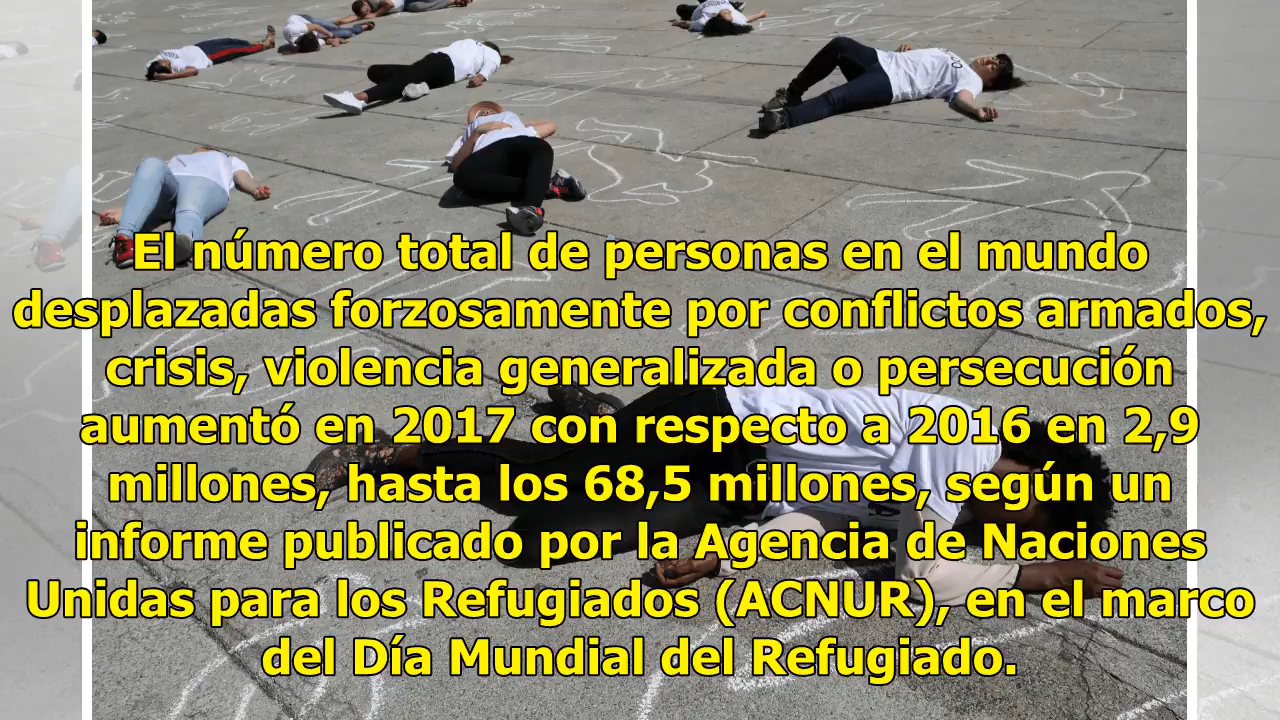 El número total de personas en el mundo
desplazadas forzosamente por conflictos armados,
crisis, violencia generalizada o persecución
aumentó en 2017 con respecto a 2016 en 2,9
millones, hasta los 68,5 millones, según un
informe publicado por la Agencia de Naciones
Unidas para los Refugiados (ACNUR), en el marco
del Día Mundial del Refugiado.